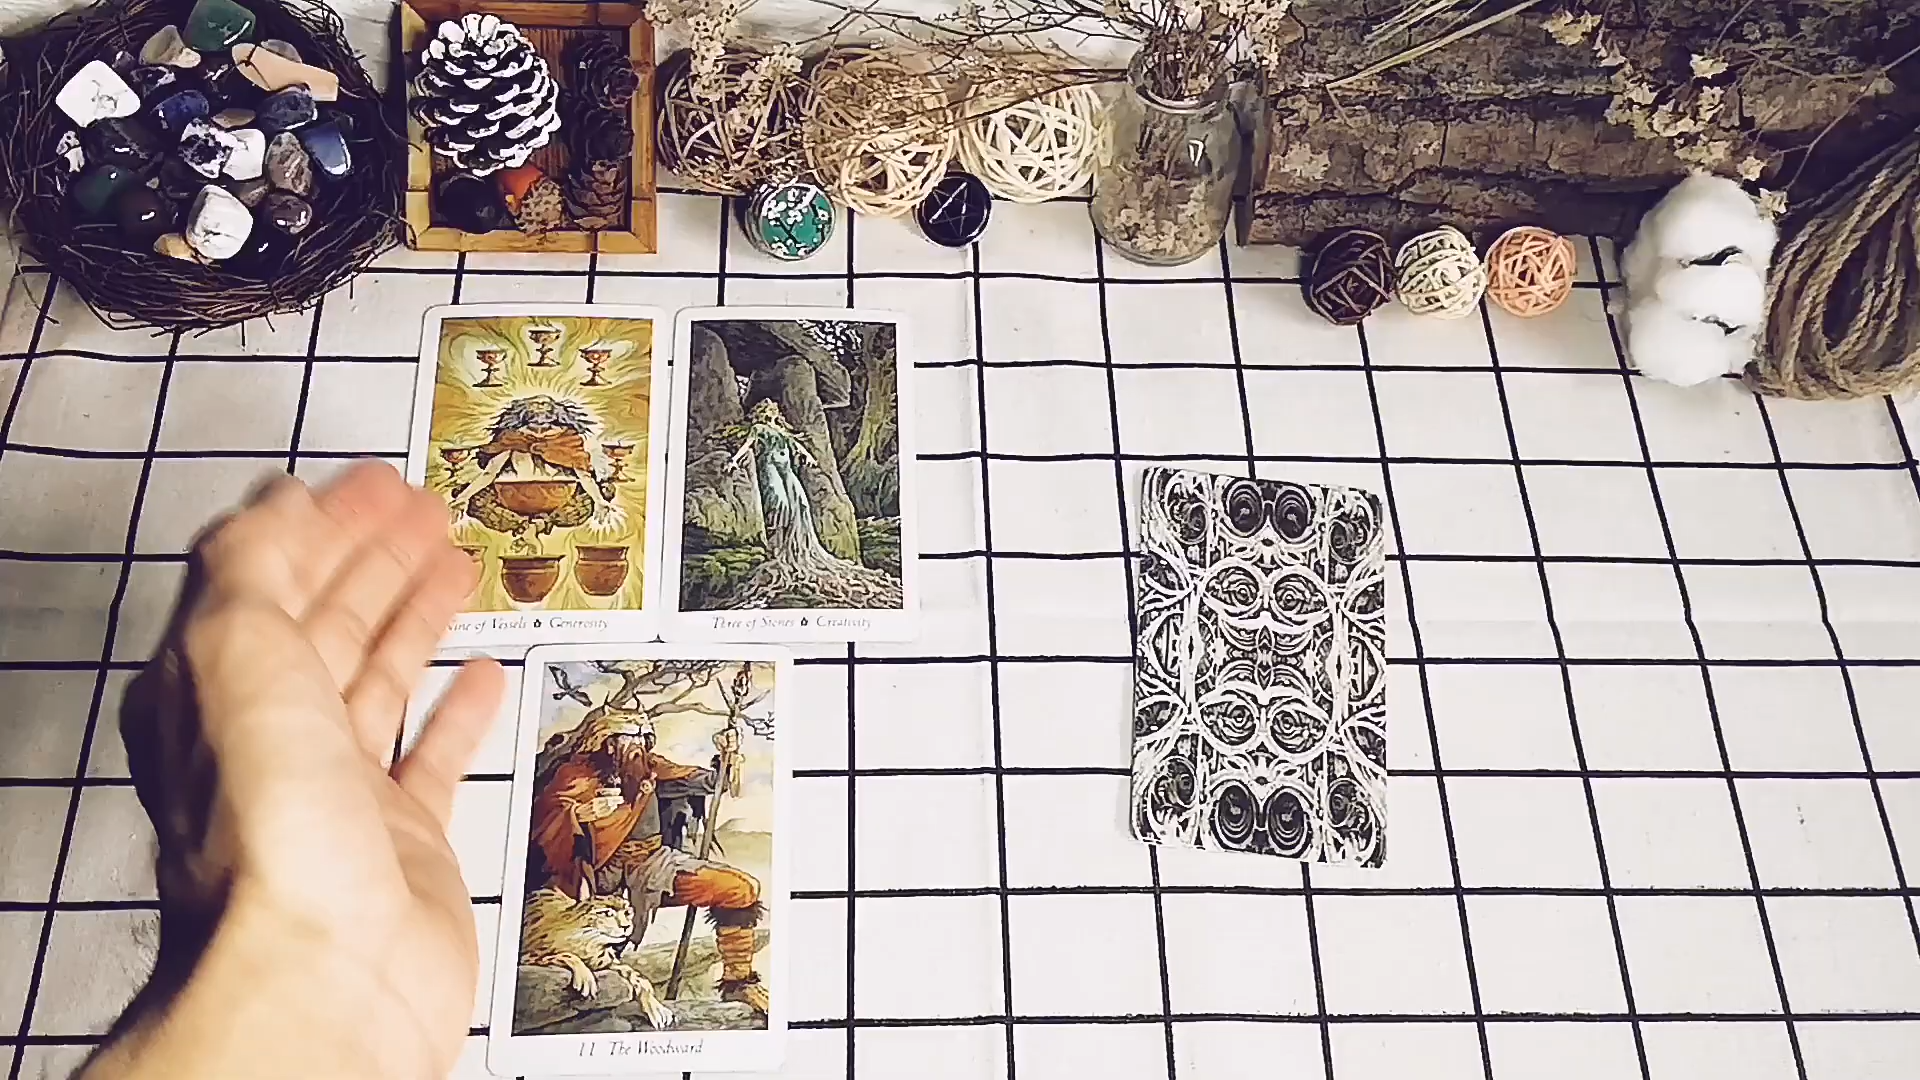 Nine of Vessels Generosity
Three of Stones Creativity
11 The Woodward